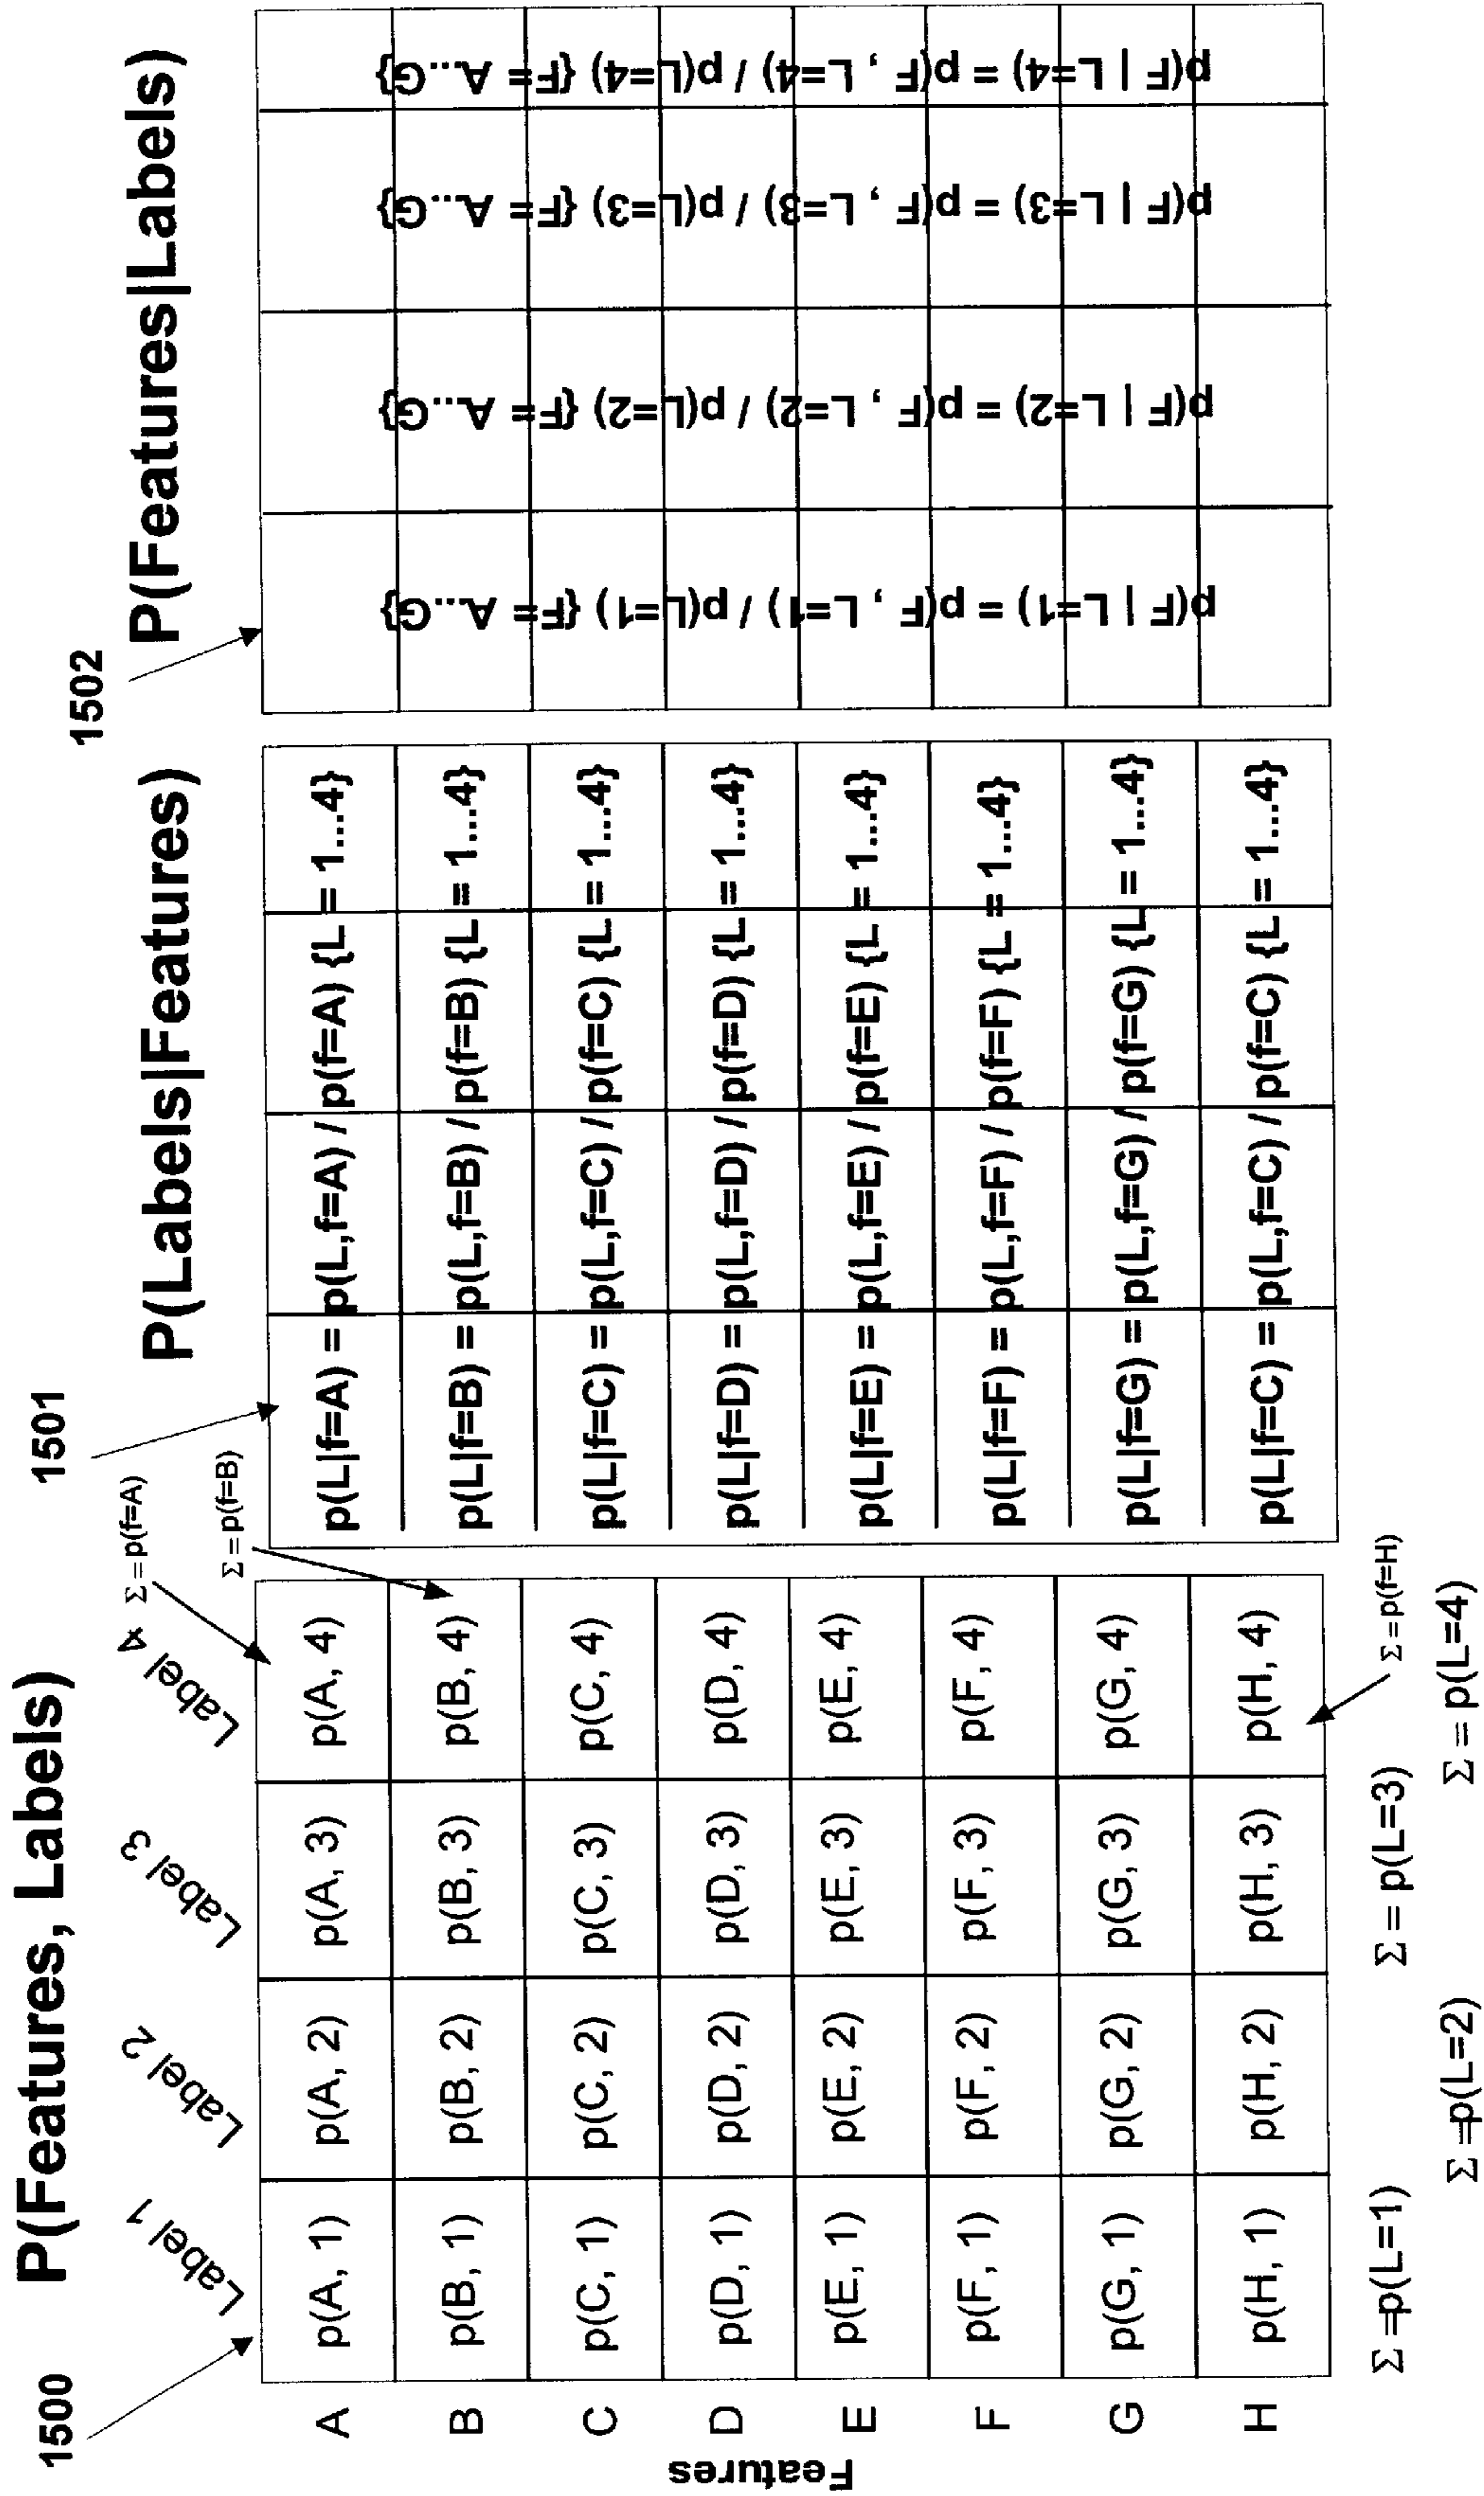 1500
P(Features, Labels)
Label 1
Label 2
Label 3
Label 4
Σ = p(f=A)
Σ = p(f=B)
Features
A
p(A, 1)
p(A, 2)
p(A, 3)
p(A, 4)
B
p(B, 1)
p(B, 2)
p(B, 3)
p(B, 4)
C
p(C, 1)
p(C, 2)
p(C, 3)
p(C, 4)
D
p(D, 1)
p(D, 2)
p(D, 3)
p(D, 4)
E
p(E, 1)
p(E, 2)
p(E, 3)
p(E, 4)
F
p(F, 1)
p(F, 2)
p(F, 3)
p(F, 4)
G
p(G, 1)
p(G, 2)
p(G, 3)
p(G, 4)
H
p(H, 1)
p(H, 2)
p(H, 3)
p(H, 4)
Σ =p(L=1)
Σ =p(L=2)
Σ = p(L=3)
Σ = p(L=4)
Σ =p(f=H)
1501
P(Labels|Features)
p(L|f=A) = p(L,f=A) / p(f=A) {L = 1...4}
p(L|f=B) = p(L,f=B) / p(f=B) {L = 1...4}
p(L|f=C) = p(L,f=C) / p(f=C) {L = 1...4}
p(L|f=D) = p(L,f=D) / p(f=D) {L = 1...4}
p(L|f=E) = p(L,f=E) / p(f=E) {L = 1...4}
p(L|f=F) = p(L,f=F) / p(f=F) {L = 1...4}
p(L|f=G) = p(L,f=G) / p(f=G) {L = 1...4}
p(L|f=C) = p(L,f=C) / p(f=C) {L = 1...4}
1502
P(Features|Labels)
p(F | L=1) = p(F , L=1) / p(L=1) {F= A...G}
p(F | L=2) = p(F , L=2) / p(L=2) {F= A...G}
p(F | L=3) = p(F , L=3) / p(L=3) {F= A...G}
p(F | L=4) = p(F , L=4) / p(L=4) {F= A...G}